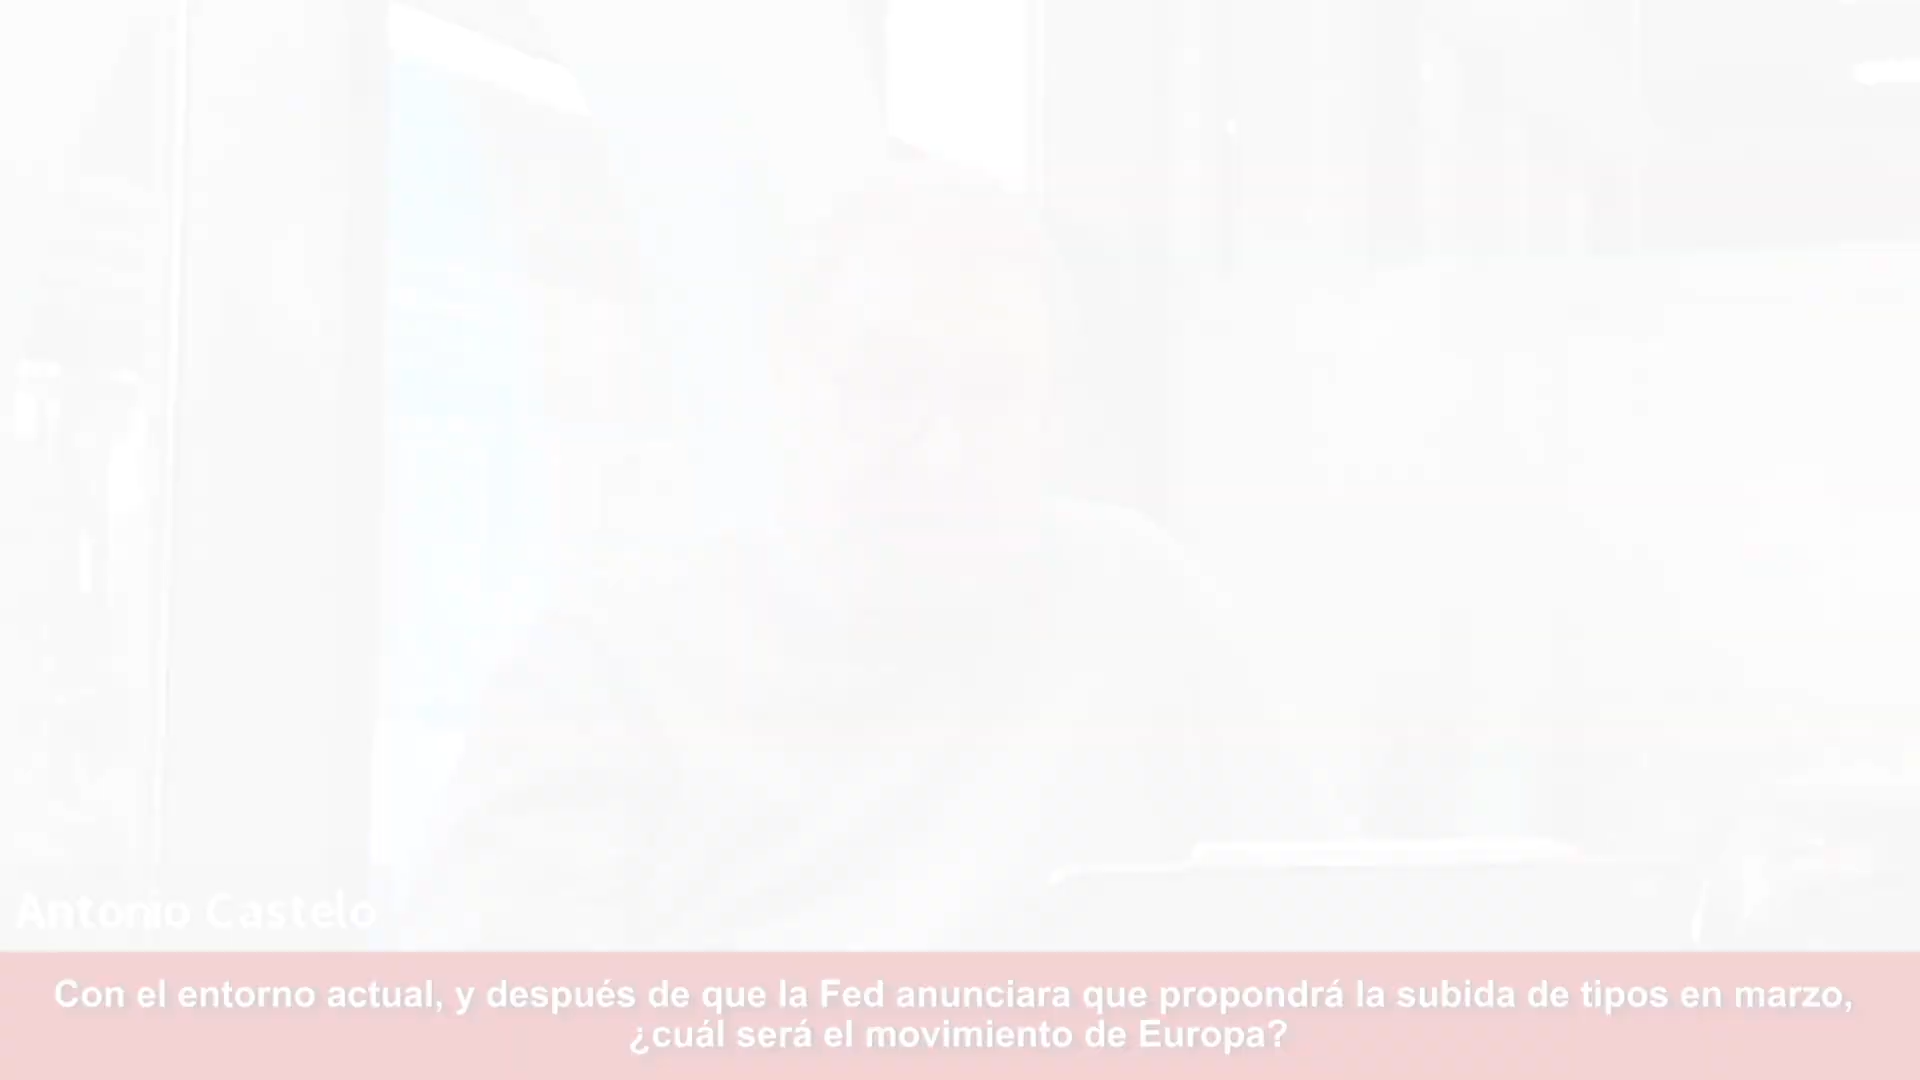 Antonio Castelo
Con el entorno actual, y después de que la Fed anunciara que propondrá la subida de tipos en marzo,
¿cuál será el movimiento de Europa?